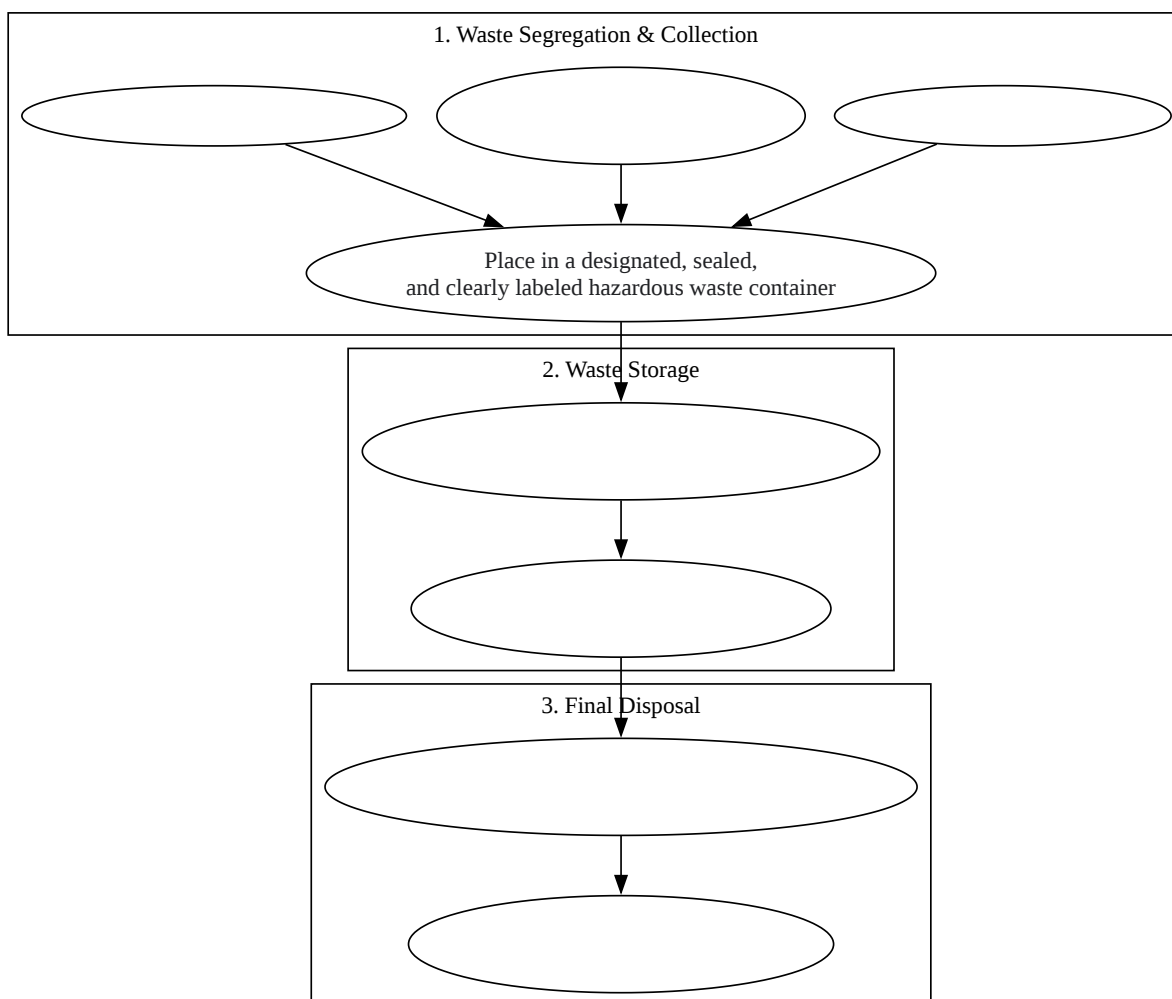 1. Waste Segregation & Collection
Place in a designated, sealed,
and clearly labeled hazardous waste container
2. Waste Storage
3. Final Disposal